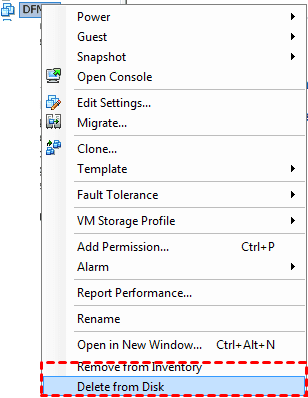 DFN
Power
Guest
Snapshot
Open Console
Edit Settings...
Migrate...
Clone...
Template
Fault Tolerance
VM Storage Profile
Add Permission... Ctrl+P
Alarm
Report Performance...
Rename
Open in New Window... Ctrl+Alt+N
Remove from Inventory
Delete from Disk